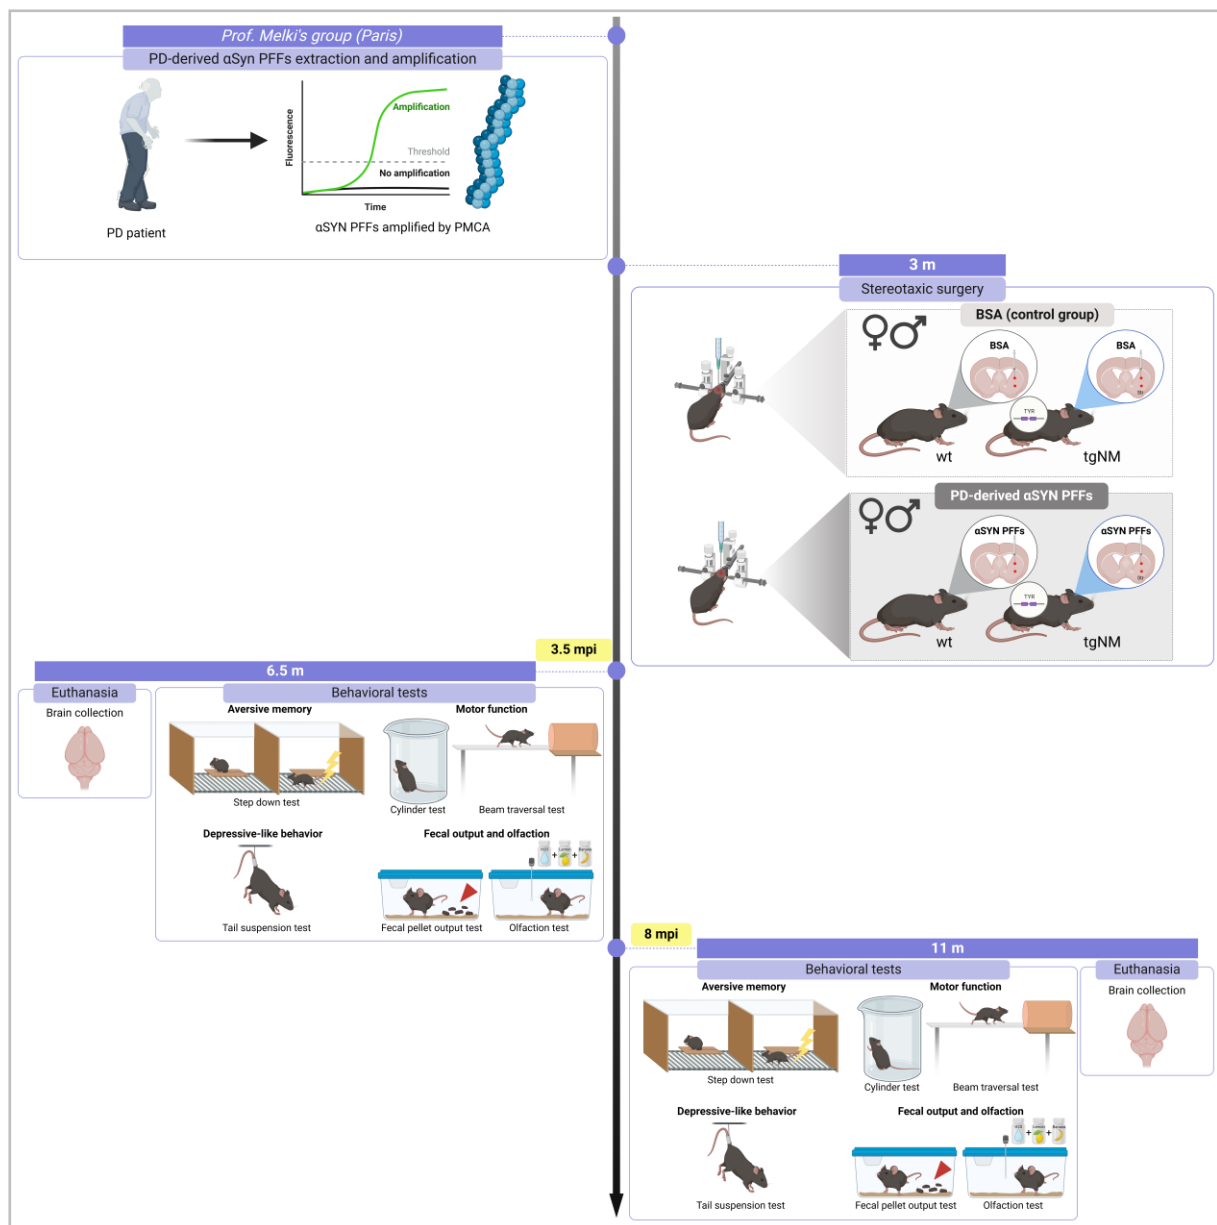 Prof. Melki's group (Paris)
PD-derived αSyn PFFs extraction and amplification
Fluorescence
Amplification
Threshold
No amplification
Time
PD patient
αSYN PFFs amplified by PMCA
3 m
Stereotaxic surgery
BSA (control group)
BSA
BSA
TYR
wt
tgNM
PD-derived αSYN PFFs
αSYN PFFs
αSYN PFFs
TYR
wt
tgNM
3.5 mpi
6.5 m
Euthanasia
Brain collection
Behavioral tests
Aversive memory
Motor function
Step down test
Cylinder test
Beam traversal test
Depressive-like behavior
Fecal output and olfaction
+
+
Tail suspension test
Fecal pellet output test
Olfaction test
8 mpi
11 m
Behavioral tests
Euthanasia
Aversive memory
Motor function
Brain collection
Step down test
Cylinder test
Beam traversal test
Depressive-like behavior
Fecal output and olfaction
+
+
Tail suspension test
Fecal pellet output test
Olfaction test